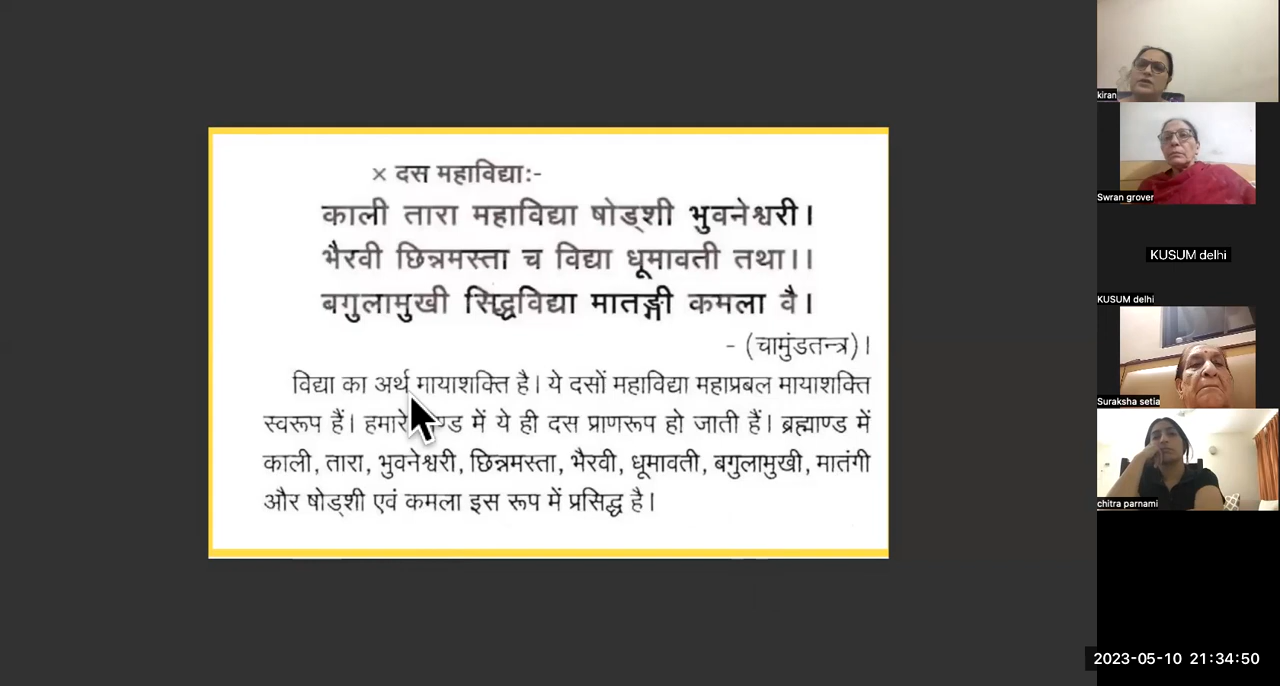 × दस महाविद्याः-
काली तारा महाविद्या षोड्शी भुवनेश्वरी।
भैरवी छिन्नमस्ता च विद्या धूमावती तथा।।
बगुलामुखी सिद्धविद्या मातङ्गी कमला वै।
- (चामुंडतन्त्र)।
विद्या का अर्थ मायाशक्ति है। ये दसों महाविद्या महाप्रबल मायाशक्ति
स्वरूप हैं। हमारे में ये ही दस प्राणरूप हो जाती हैं। ब्रह्माण्ड में
काली, तारा, भुवनेश्वरी, छिन्नमस्ता, भैरवी, धूमावती, बगुलामुखी, मातंगी
और षोड्शी एवं कमला इस रूप में प्रसिद्ध है।
kiran
Swran grover
KUSUM delhi
KUSUM delhi
Suraksha setia
chitra parnami
2023-05-10 21:34:50